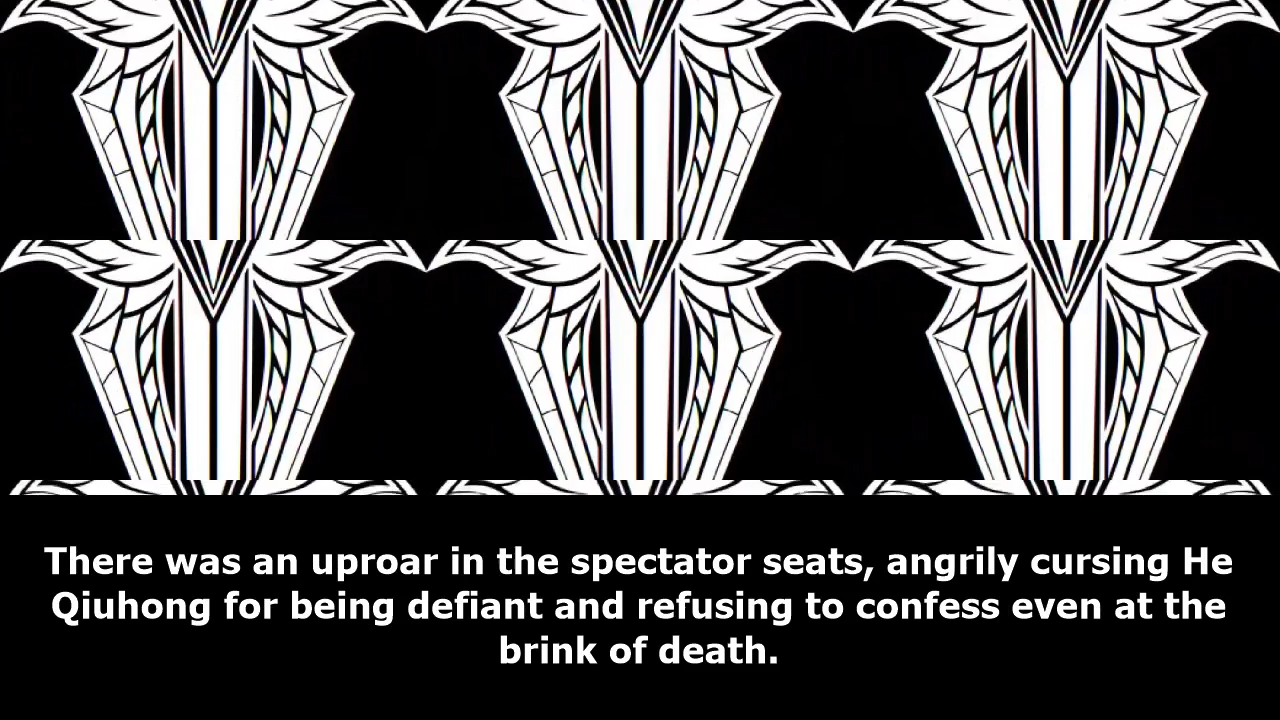 There was an uproar in the spectator seats, angrily cursing He
Qiuhong for being defiant and refusing to confess even at the
brink of death.